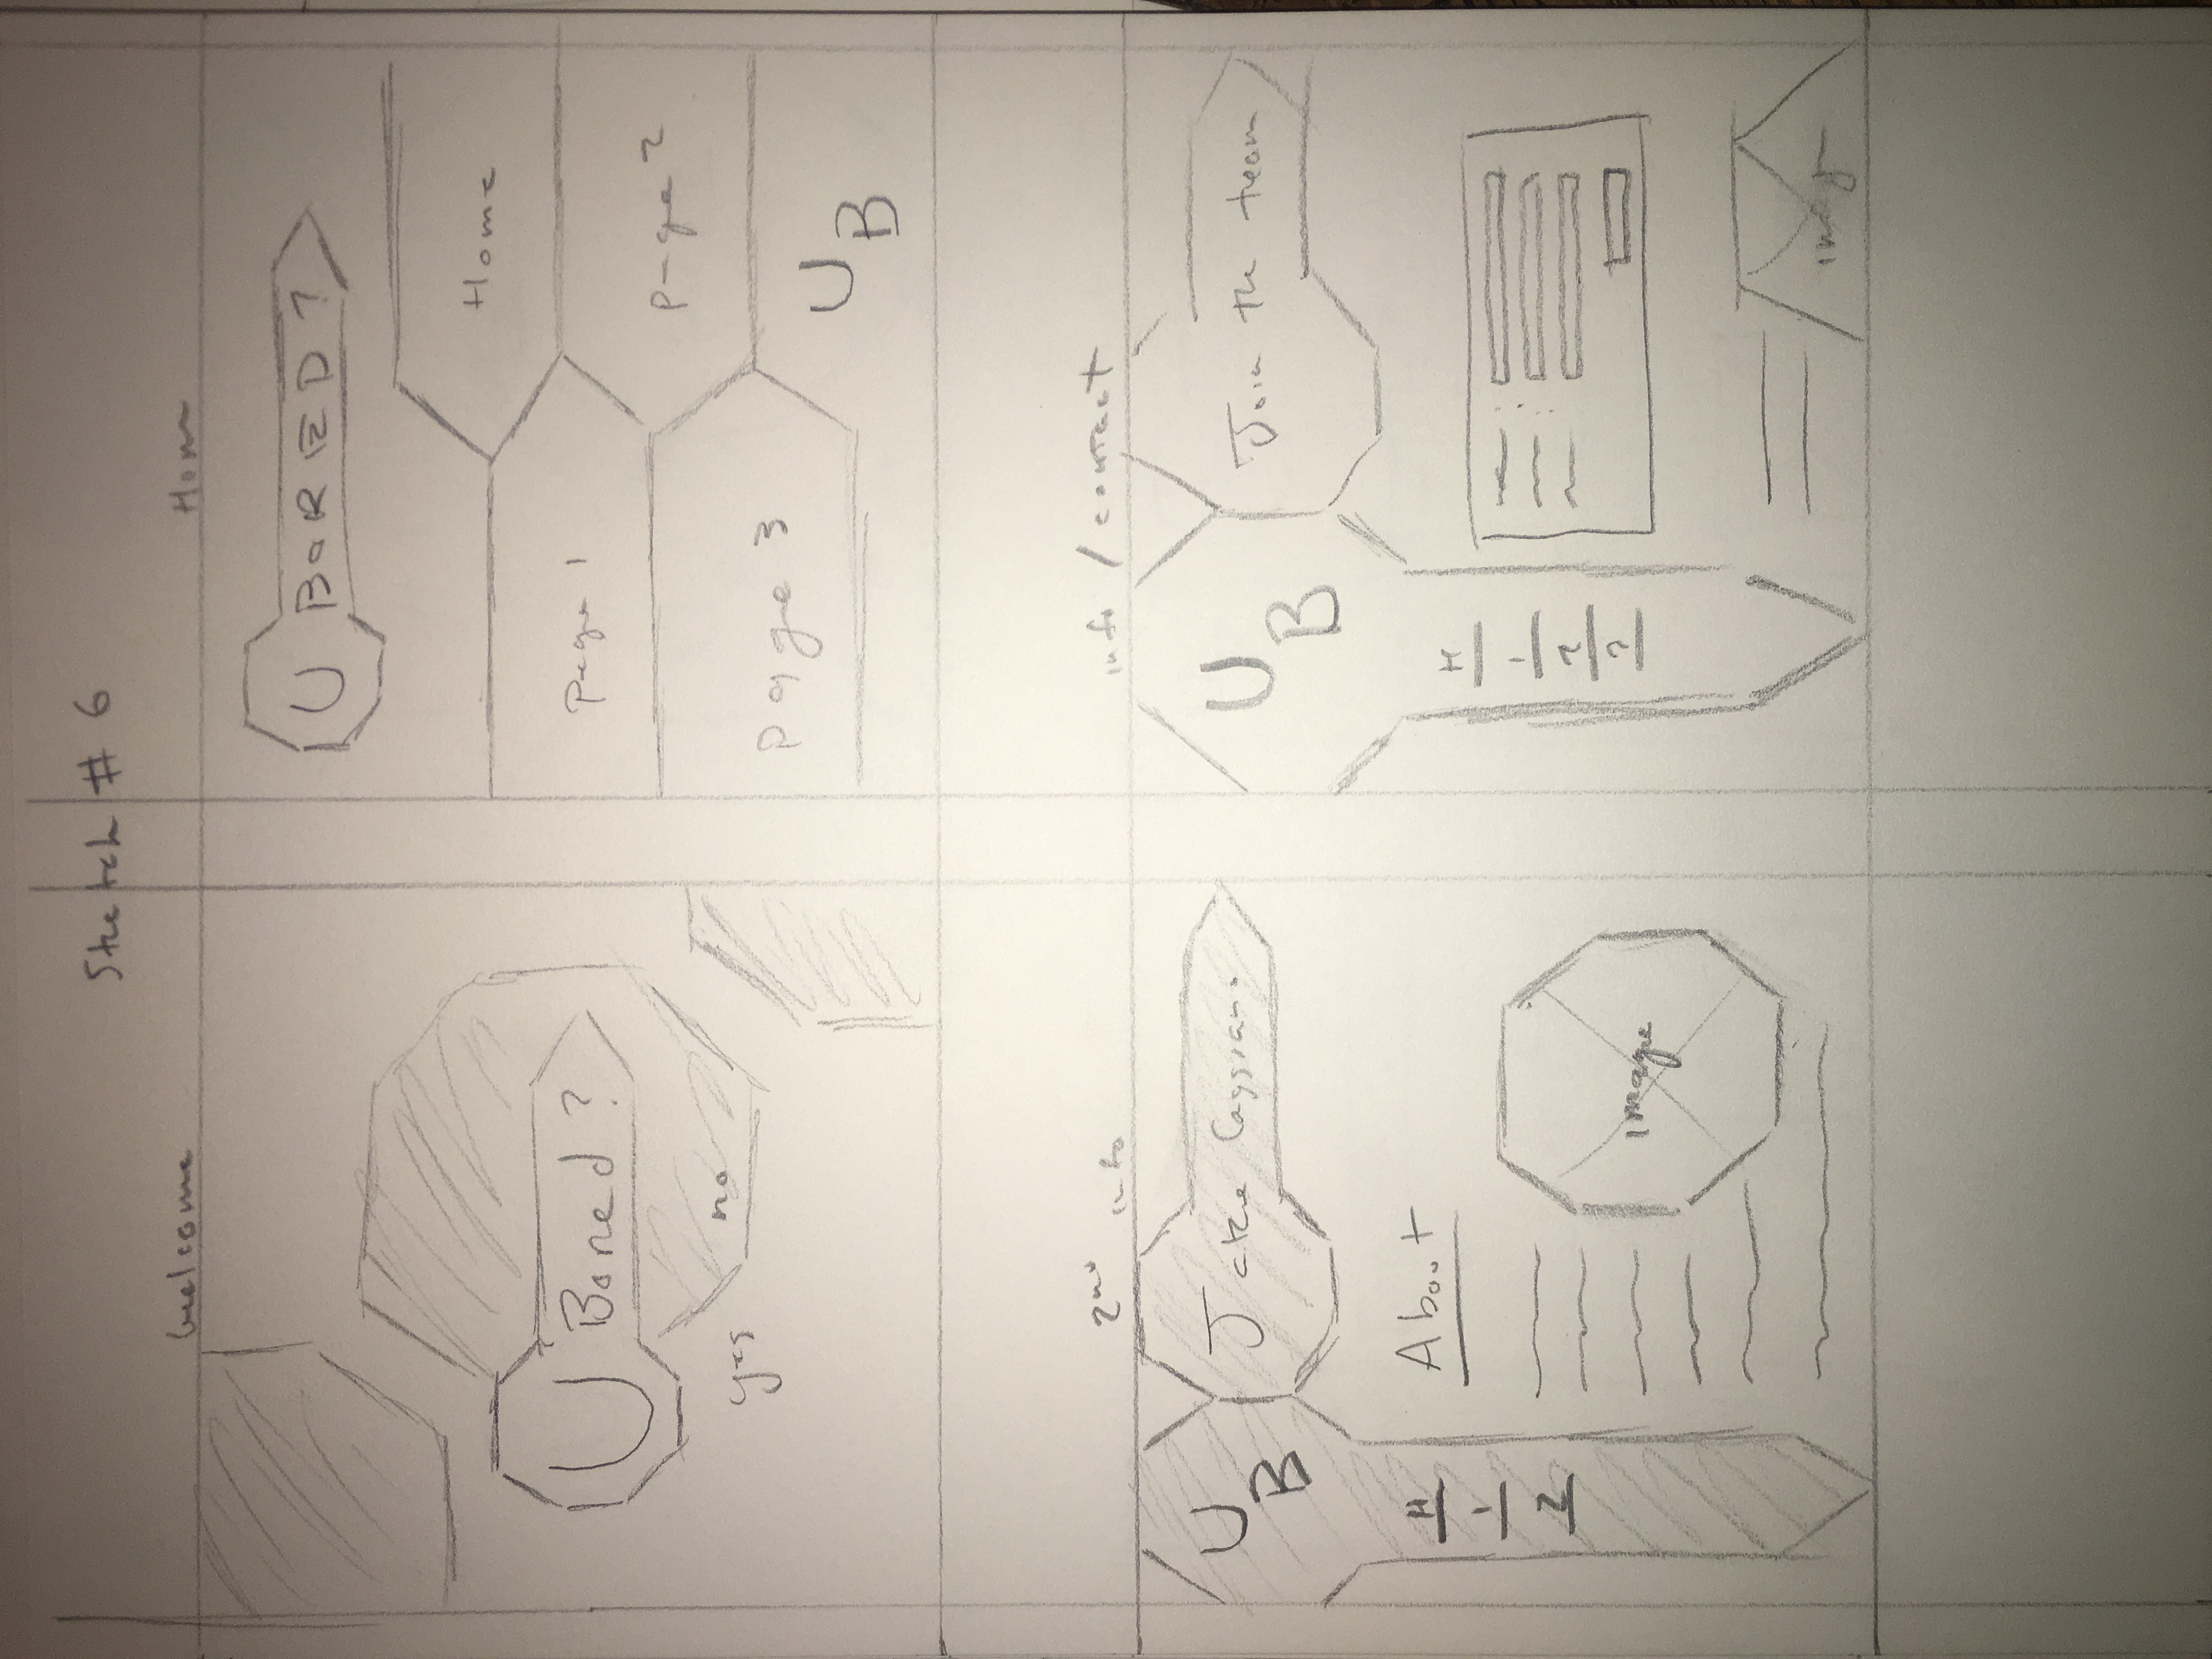 Sketch # 6
Welcome
U Bored ?
yes
no
Home
U BORED ?
Home
page 1
page 2
page 3
U
B
2nd info
U
B
Jake Caggiano
H
1
2
About
image
info / contact
U
B
Join the team
H
1
2
3
image